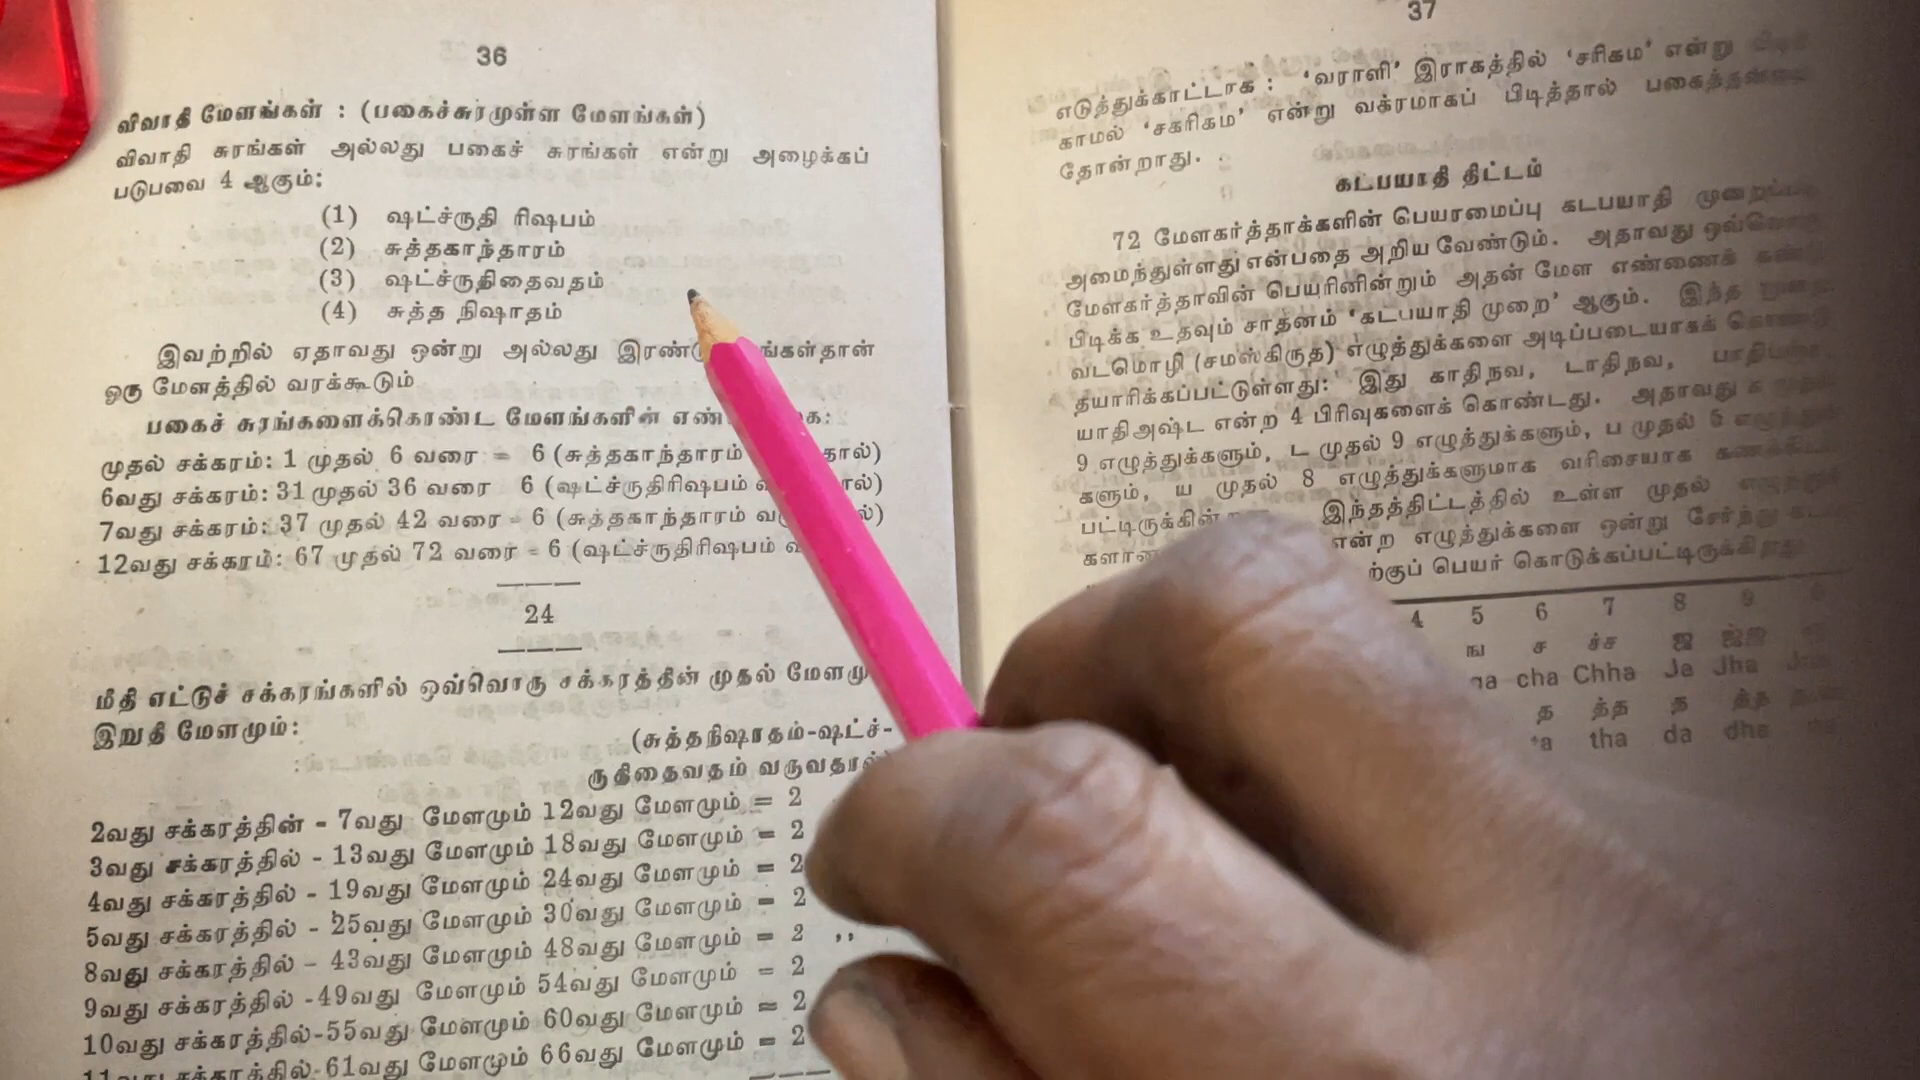 36
விவாதி மேளங்கள் : (பகைச்சுரமுள்ள மேளங்கள்)
விவாதி சுரங்கள் அல்லது பகைச் சுரங்கள் என்று அழைக்கப்
படுபவை 4 ஆகும்:
(1) ஷட்ச்ருதி ரிஷபம்
(2) சுத்தகாந்தாரம்
(3) ஷட்ச்ருதிதைவதம்
(4) சுத்த நிஷாதம்
இவற்றில் ஏதாவது ஒன்று அல்லது
ஒரு மேளத்தில் வரக்கூடும்
பகைச் சுரங்களைக்கொண்ட மேளங்களின்
முதல் சக்கரம்: 1 முதல் 6 வரை = 6 (சுத்தகாந்தாரம்
6வது சக்கரம்: 31 முதல் 36 வரை 6 (ஷட்ச்ருதிரிஷபம்
7வது சக்கரம்: 37 முதல் 42 வரை = 6 (சுத்தகாந்தாரம்
12வது சக்கரம்: 67 முதல் 72 வரை = 6 (ஷட்ச்ருதிரிஷபம்
24
மீதி எட்டுச் சக்கரங்களில் ஒவ்வொரு சக்கரத்தின் முதல்
இறுதி மேளமும்:
(சுத்தநிஷாதம்-ஷட்ச்-
ருதிதைவதம் வருவதால்)
2வது சக்கரத்தின் - 7வது மேளமும் 12வது மேளமும் = 2
3வது சக்கரத்தில் - 13வது மேளமும் 18வது மேளமும் = 2
4வது சக்கரத்தில் - 19வது மேளமும் 24வது மேளமும் = 2
5வது சக்கரத்தில் - 25வது மேளமும் 30வது மேளமும் = 2
8வது சக்கரத்தில் - 43வது மேளமும் 48வது மேளமும் = 2 ,,
9வது சக்கரத்தில் -49வது மேளமும் 54வது மேளமும் = 2
10வது சக்கரத்தில்-55வது மேளமும் 60வது மேளமும் = 2
11வது சக்கரத்தில்-61வது மேளமும் 66வது மேளமும் = 2
37
எடுத்துக்காட்டாக : 'வராளி' இராகத்தில் 'சரிகம' என்று
காமல் 'சகரிகம' என்று வக்ரமாகப் பிடித்தால்
தோன்றாது.
கட்பயாதி திட்டம்
72 மேளகர்த்தாக்களின் பெயரமைப்பு கடபயாதி
அமைந்துள்ளது என்பதை அறிய வேண்டும். அதாவது
மேளகர்த்தாவின் பெயரினின்றும் அதன் மேள எண்ணைக்
பிடிக்க உதவும் சாதனம் 'கடபயாதி முறை' ஆகும். இந்த
வடமொழி (சமஸ்கிருத) எழுத்துக்களை அடிப்படையாகக்
தயாரிக்கப்பட்டுள்ளது: இது காதிநவ, டாதிநவ,
யாதிஅஷ்ட என்ற 4 பிரிவுகளைக் கொண்டது. அதாவது க
9 எழுத்துக்களும், ட முதல் 9 எழுத்துக்களும், ப முதல் 5
களும், ய முதல் 8 எழுத்துக்களுமாக வரிசையாக
இந்தத்திட்டத்தில் உள்ள முதல்
என்ற எழுத்துக்களை ஒன்று சேர்த்து
பெயர் கொடுக்கப்பட்டிருக்கிறது
4 5 6 7 8 9
ங ச ச்ச ஜ ஜ்ஜ
cha Chha Ja Jha
த த்த த த்த
tha da dha